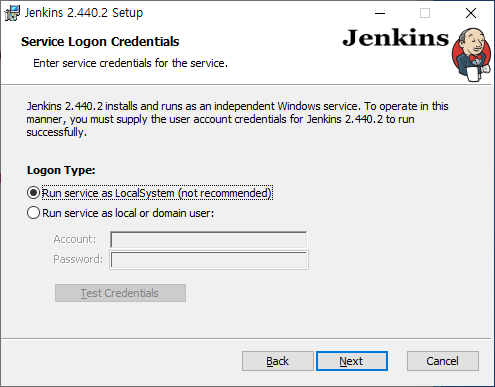 Jenkins 2.440.2 Setup
Service Logon Credentials
Enter service credentials for the service.
Jenkins
Jenkins 2.440.2 installs and runs as an independent Windows service. To operate in this
manner, you must supply the user account credentials for Jenkins 2.440.2 to run
successfully.
Logon Type:
Run service as LocalSystem (not recommended)
Run service as local or domain user:
Account:
Password:
Test Credentials
Back
Next
Cancel